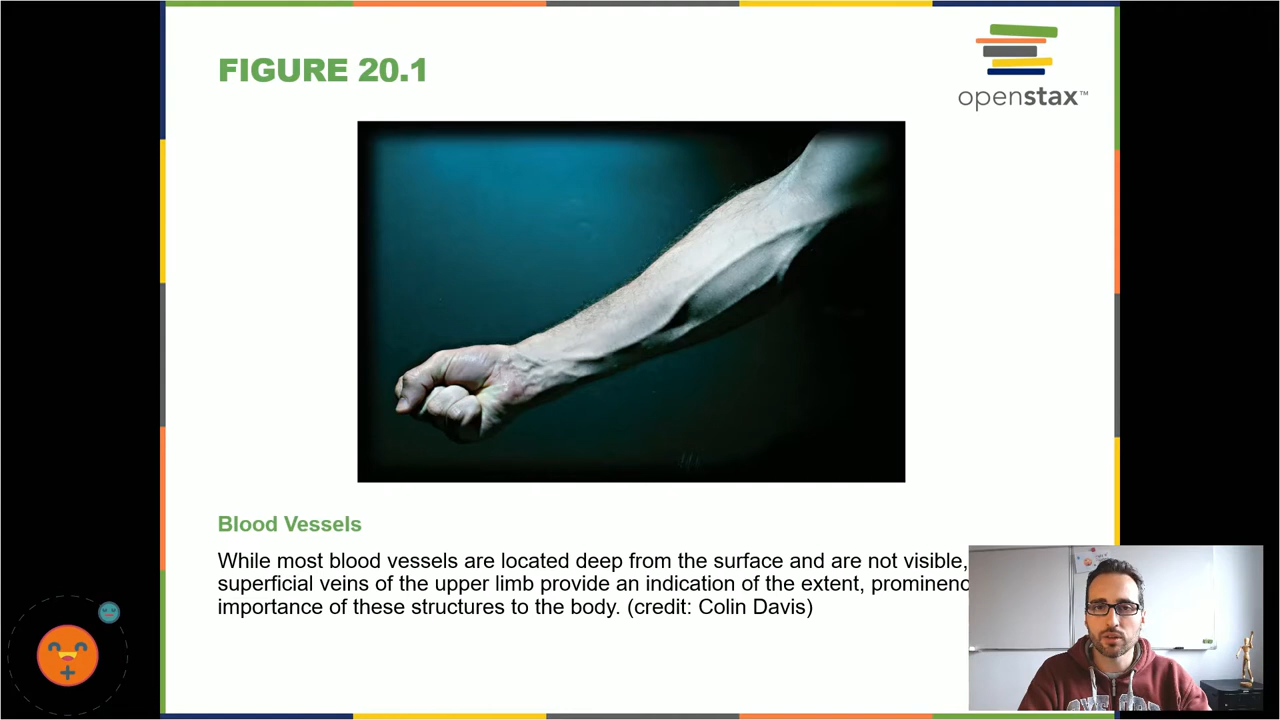 FIGURE 20.1
openstax™
Blood Vessels
While most blood vessels are located deep from the surface and are not visible,
superficial veins of the upper limb provide an indication of the extent,
importance of these structures to the body. (credit: Colin Davis)